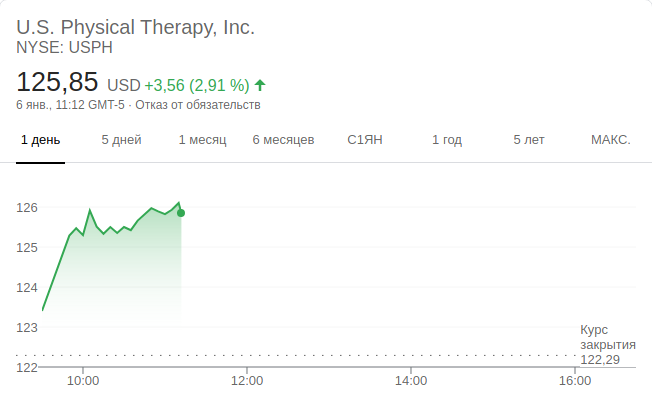 U.S. Physical Therapy, Inc.
NYSE: USPH
125,85 USD +3,56 (2,91 %)
6 янв., 11:12 GMT-5 · Отказ от обязательств
1 день 5 дней 1 месяц 6 месяцев С1ЯН 1 год 5 лет МАКС.
126
125
124
123
122
Курс
закрытия
122,29
10:00 12:00 14:00 16:00